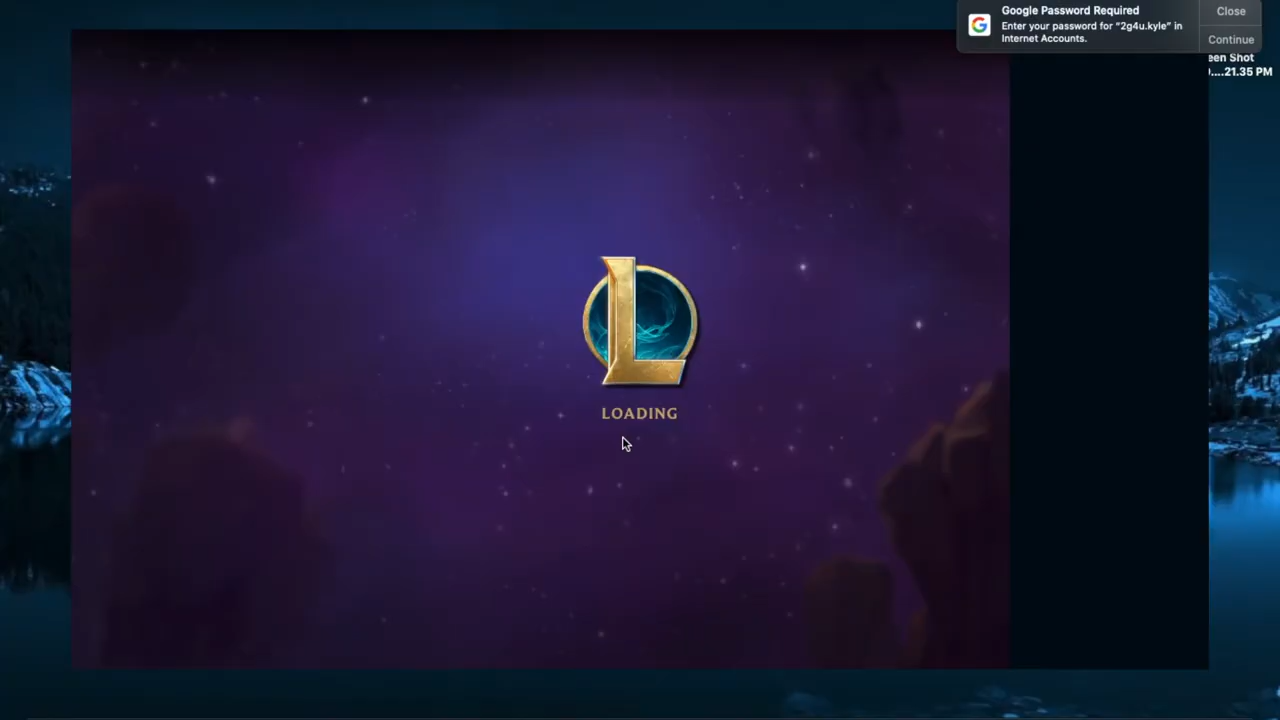 Google Password Required
Close
Enter your password for "2g4u.kyle" in
Internet Accounts.
Continue
een Shot
....21.35 PM
L
LOADING